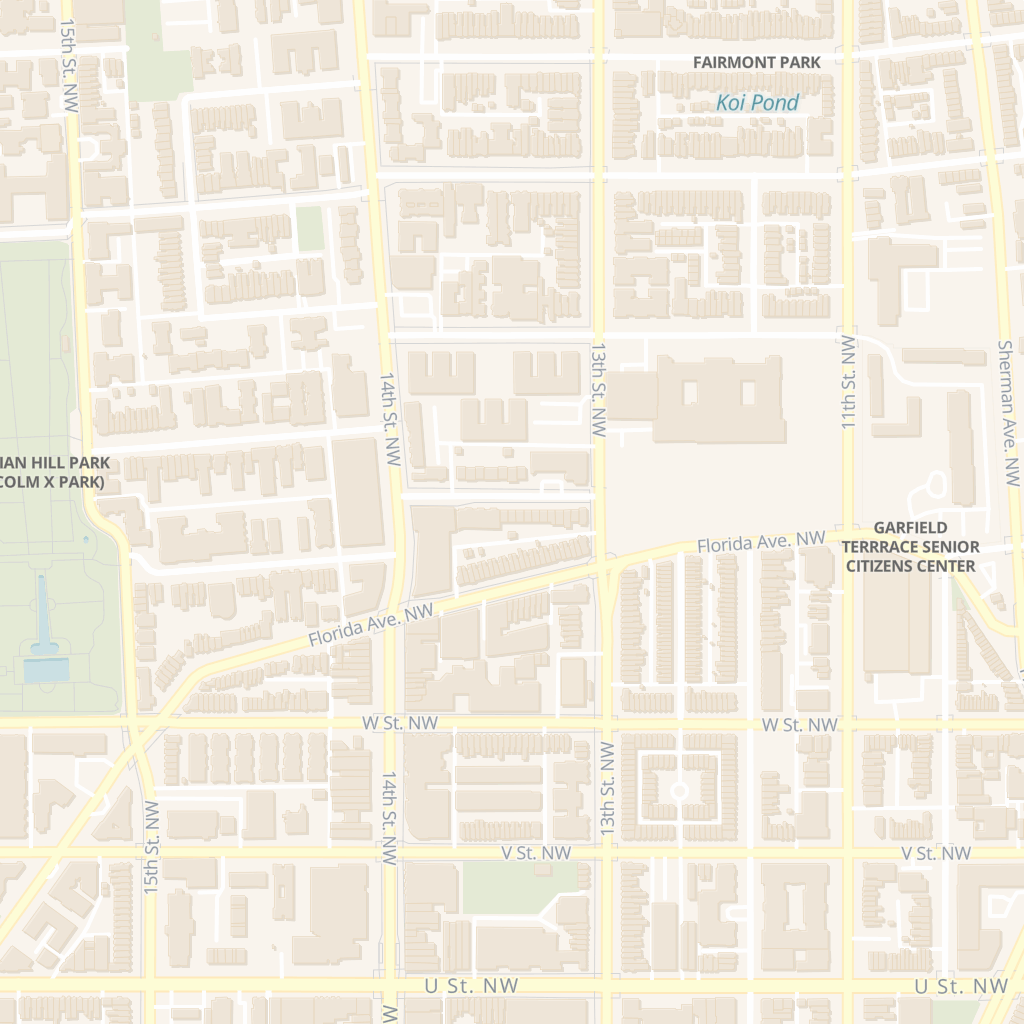 15th St. NW
FAIRMONT PARK
Koi Pond
14th St. NW
13th St. NW
11th St. NW
Sherman Ave. NW
IAN HILL PARK
COLM X PARK)
Florida Ave. NW
GARFIELD
TERRRACE SENIOR
CITIZENS CENTER
Florida Ave. NW
W St. NW
W St. NW
15th St. NW
14th St. NW
13th St. NW
V St. NW
V St. NW
U St. NW
U St. NW
W